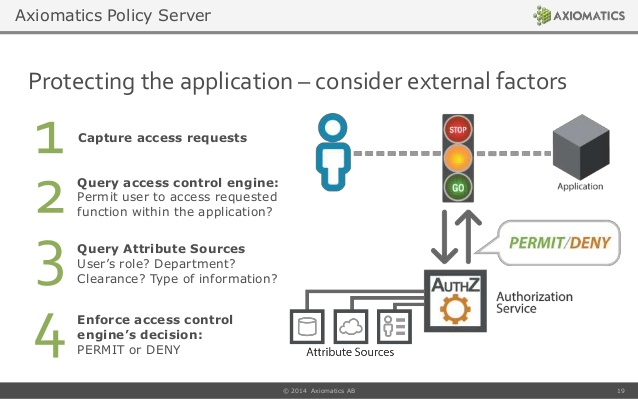 Axiomatics Policy Server
AXIOMATICS
Protecting the application – consider external factors
1
Capture access requests
2
Query access control engine:
Permit user to access requested
function within the application?
3
Query Attribute Sources
User's role? Department?
Clearance? Type of information?
4
Enforce access control
engine's decision:
PERMIT or DENY
STOP
GO
Application
PERMIT/DENY
AUTHZ
Authorization
Service
Attribute Sources
© 2014 Axiomatics AB
19